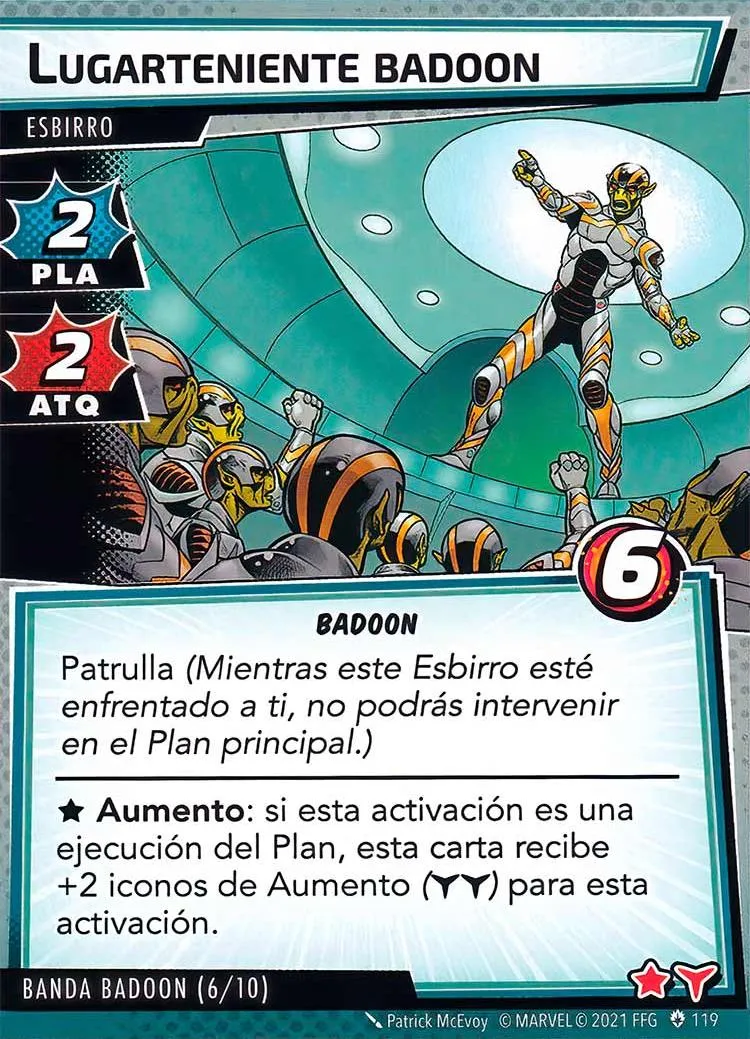 LUGARTENIENTE BADOON
ESBIRRO
2
PLA
2
ATQ
6
BADOON
Patrulla (Mientras este Esbirro esté
enfrentado a ti, no podrás intervenir
en el Plan principal.)
★ Aumento: si esta activación es una
ejecución del Plan, esta carta recibe
+2 iconos de Aumento () para esta
activación.
BANDA BADOON (6/10)
Patrick McEvoy © MARVEL © 2021 FFG 119